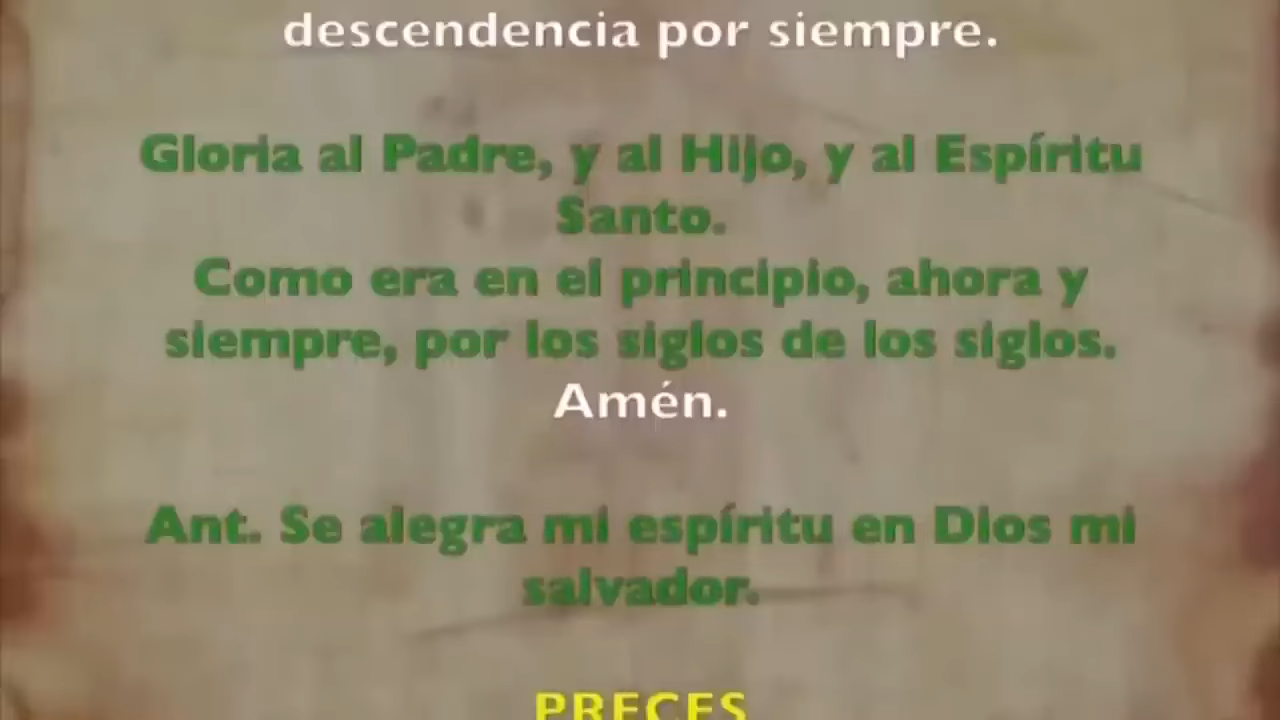 descendencia por siempre.
Gloria al Padre, y al Hijo, y al Espíritu
Santo.
Como era en el principio, ahora y
siempre, por los siglos de los siglos.
Amén.
Ant. Se alegra mi espíritu en Dios mi
salvador.
PRECES